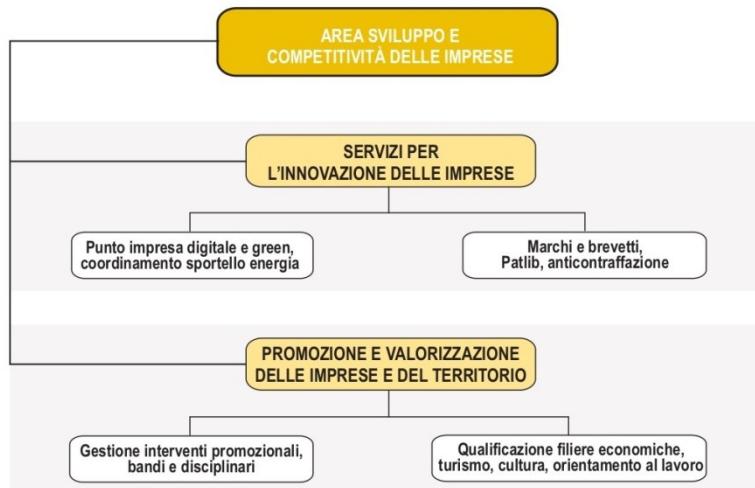 AREA SVILUPPO E
COMPETITIVITÀ DELLE IMPRESE
SERVIZI PER
L'INNOVAZIONE DELLE IMPRESE
Punto impresa digitale e green,
coordinamento sportello energia
Marchi e brevetti,
Patlib, anticontraffazione
PROMOZIONE E VALORIZZAZIONE
DELLE IMPRESE E DEL TERRITORIO
Gestione interventi promozionali,
bandi e disciplinari
Qualificazione filiere economiche,
turismo, cultura, orientamento al lavoro